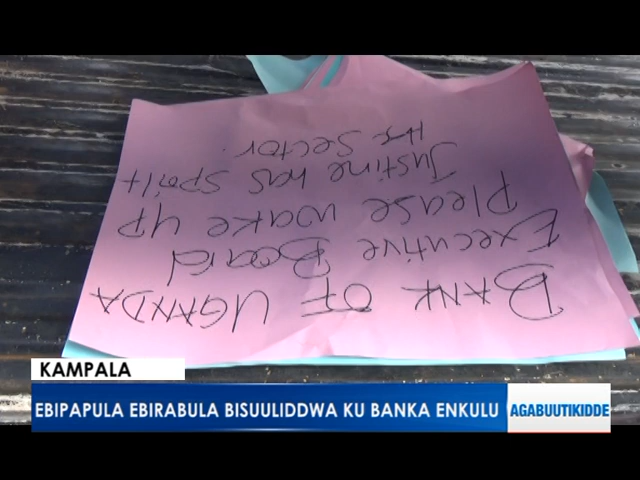 BANK OF UGANDA
Executive Board
Please wake up
Justine has spoilt
the Sector
KAMPALA
EBIPAPULA EBIRABULA BISUULIDDWA KU BANKA ENKULU
AGABUUTIKIDDE